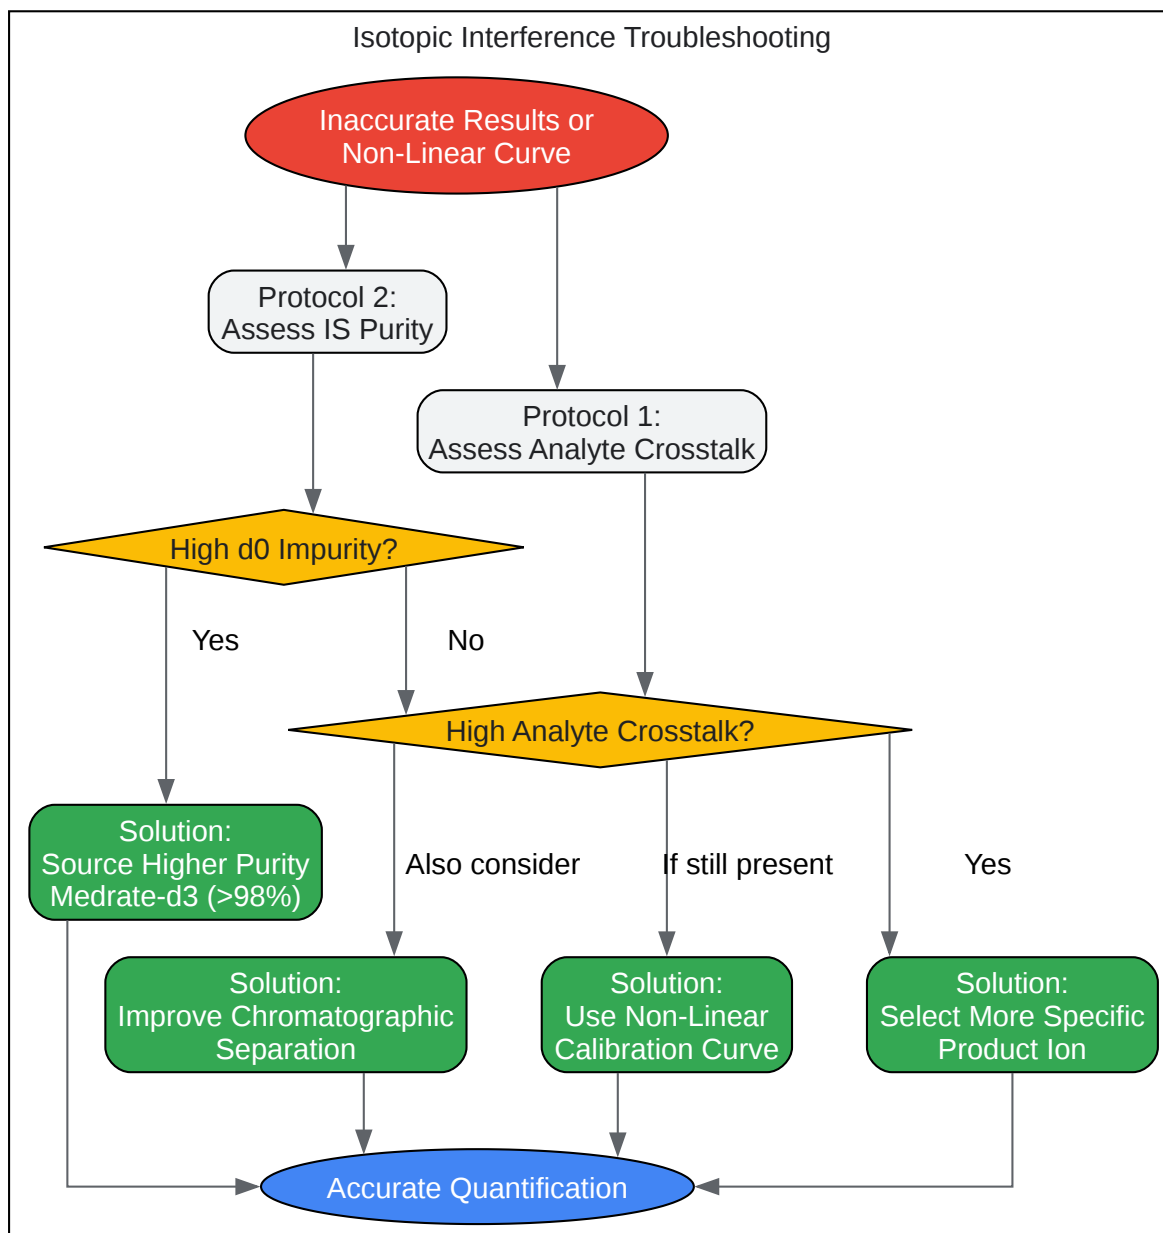 Isotopic Interference Troubleshooting
Inaccurate Results or
Non-Linear Curve
Protocol 2:
Assess IS Purity
Protocol 1:
Assess Analyte Crosstalk
High d0 Impurity?
Yes
No
High Analyte Crosstalk?
Solution:
Source Higher Purity
Medrate-d3 (>98%)
Also consider
If still present
Yes
Solution:
Improve Chromatographic
Separation
Solution:
Use Non-Linear
Calibration Curve
Solution:
Select More Specific
Product Ion
Accurate Quantification